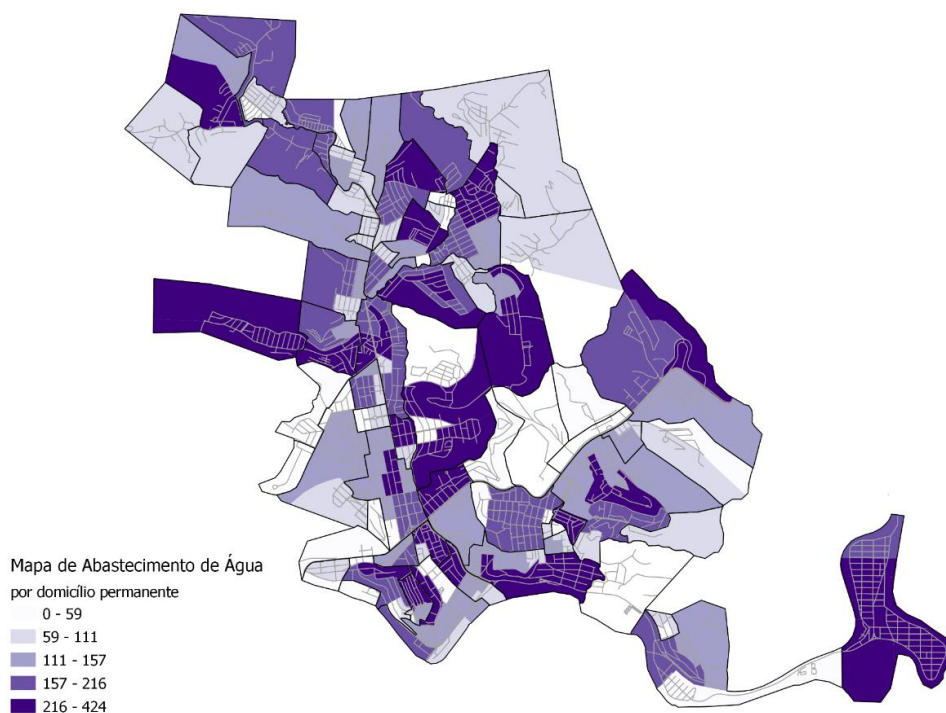 Mapa de Abastecimento de Água
por domicílio permanente
0 - 59
59 - 111
111 - 157
157 - 216
216 - 424